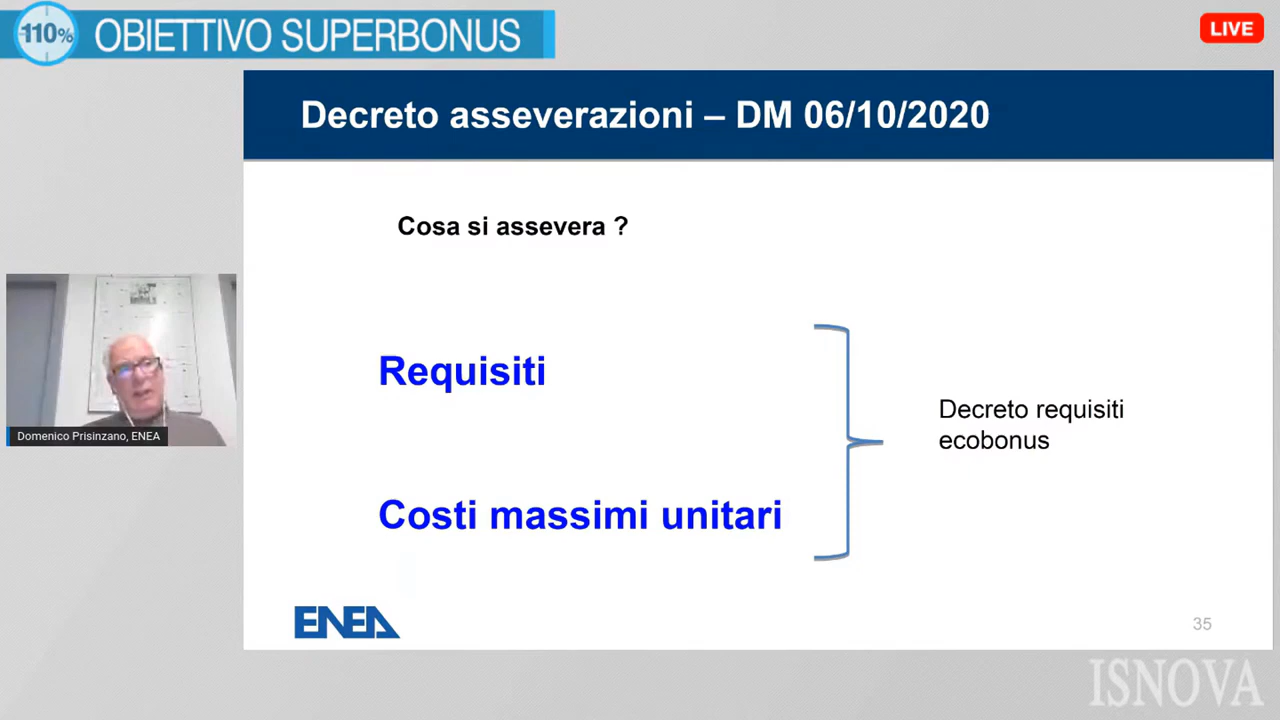 110%
OBIETTIVO SUPERBONUS
LIVE
Decreto asseverazioni – DM 06/10/2020
Cosa si assevera ?
Requisiti
Costi massimi unitari
Decreto requisiti
ecobonus
Domenico Prisinzano, ENEA
ENEA
35
ISNOVA